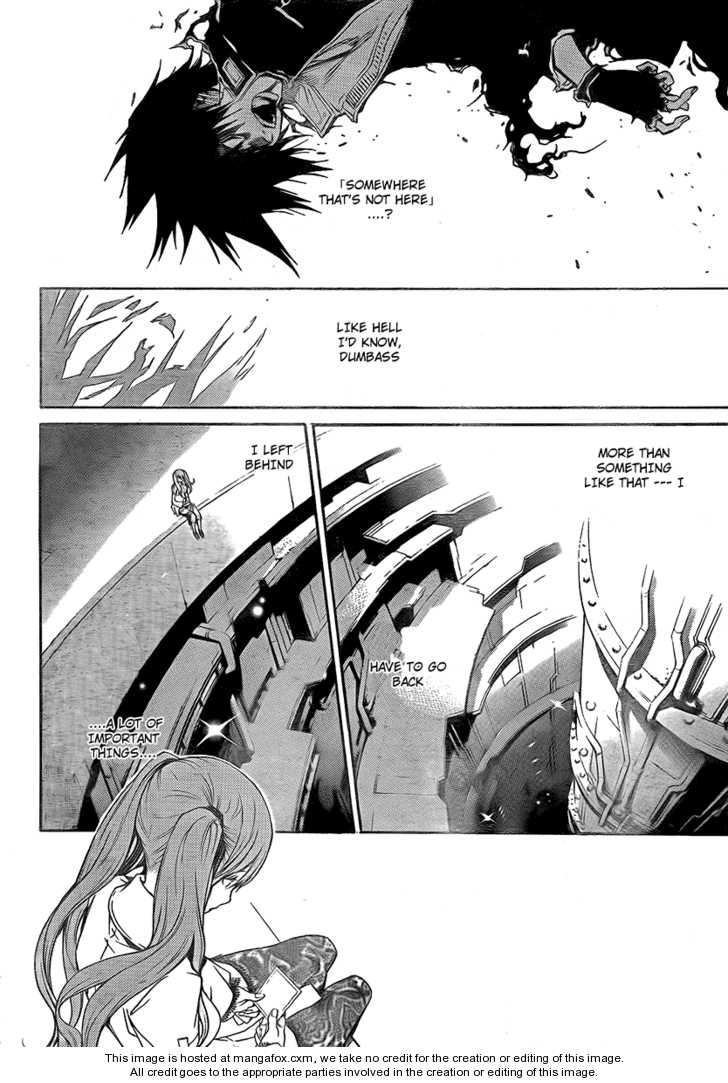 「SOMEWHERE
THAT'S NOT HERE」
....?
LIKE HELL
I'D KNOW,
DUMBASS
MORE THAN
SOMETHING
LIKE THAT --- I
HAVE TO GO
BACK
I LEFT
BEHIND
....A LOT OF
IMPORTANT
THINGS....
This image is hosted at mangafox.cxm, we take no credit for the creation or editing of this image.
All credit goes to the appropriate parties involved in the creation or editing of this image.